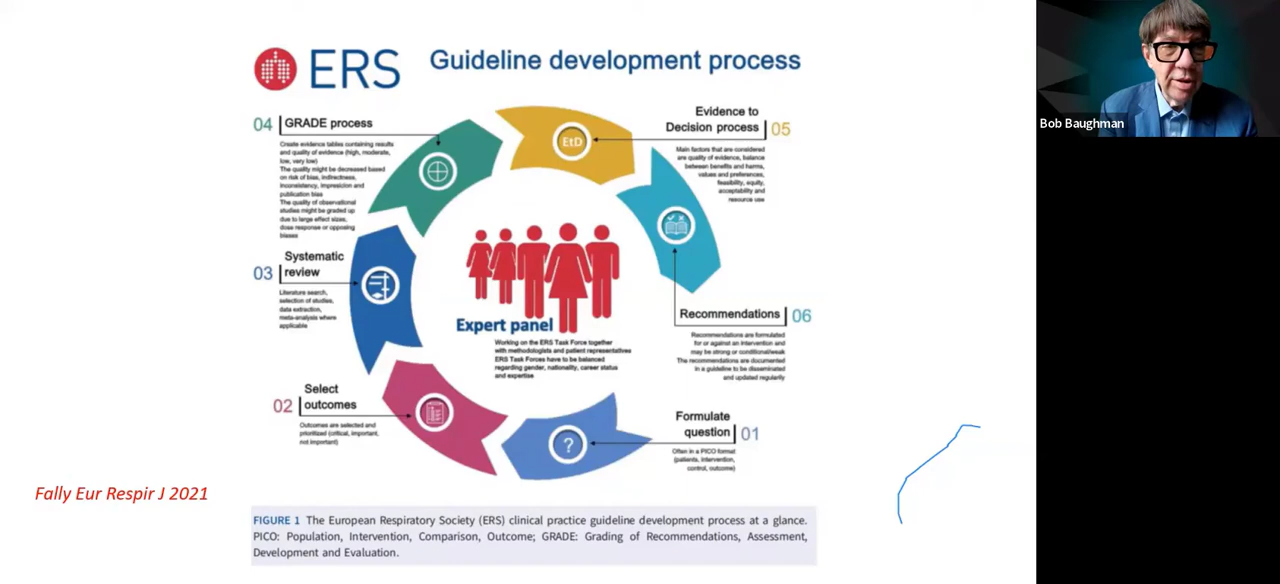 ERS
Guideline development process
04
GRADE process
Create evidence tables containing results
and quality of evidence (high, moderate,
low, very low)
The quality might be decreased based
on risk of bias, indirectness,
inconsistency, imprecision and
publication bias
The quality of observational
studies might be graded up
due to large effect sizes,
dose response or opposing
biases
EtD
Evidence to
Decision process
05
Main factors that are considered
are quality of evidence, balance
between benefits and harms,
values and preferences,
feasibility, equity,
acceptability and
resource use
Systematic
03
review
Literature search,
selection of studies,
data extraction,
meta-analysis where
applicable
Expert panel
Working on the ERS Task Force together
with methodologists and patient representatives
ERS Task Forces have to be balanced
regarding gender, nationality, career status
and expertise
Recommendations
06
Recommendations are formulated
for or against an intervention and
may be strong or conditional/weak
The recommendations are documented
in a guideline to be disseminated
and updated regularly
Select
02
outcomes
Outcomes are selected and
prioritized (critical, important,
not important)
?
Formulate
question
01
Often in a PICO format
(patients, intervention,
control, outcome)
Fally Eur Respir J 2021
FIGURE 1 The European Respiratory Society (ERS) clinical practice guideline development process at a glance.
PICO: Population, Intervention, Comparison, Outcome; GRADE: Grading of Recommendations, Assessment,
Development and Evaluation.
Bob Baughman